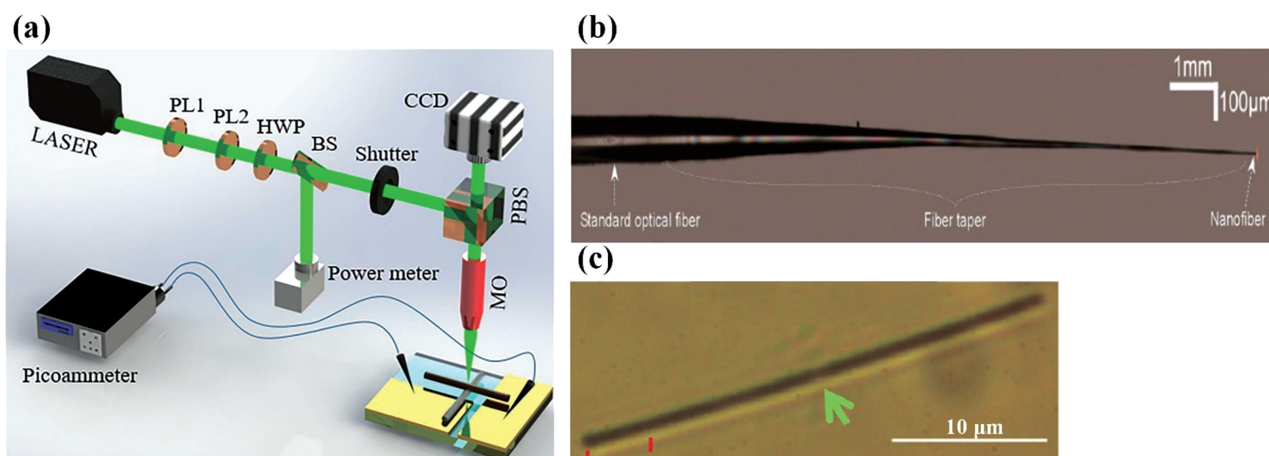 (a)
LASER
PL1
PL2
HWP
BS
Shutter
CCD
PBS
Power meter
MO
Picoammeter
(b)
1mm
100μm
Standard optical fiber
Fiber taper
Nanofiber
(c)
10 μm